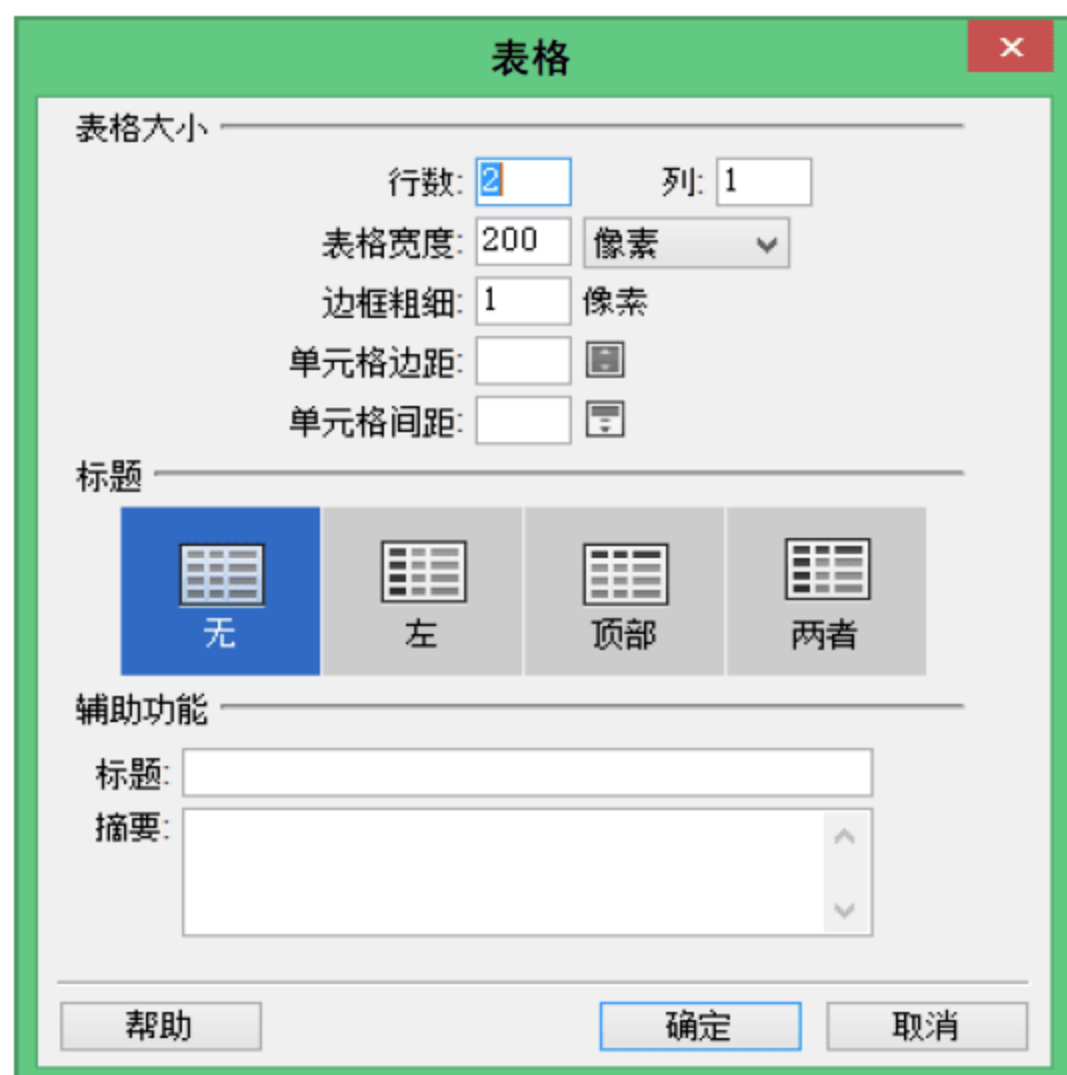 表格
表格大小
行数: 2 列: 1
表格宽度: 200 像素
边框粗细: 1 像素
单元格边距:
单元格间距:
标题
无 左 顶部 两者
辅助功能
标题:
摘要:
帮助 确定 取消